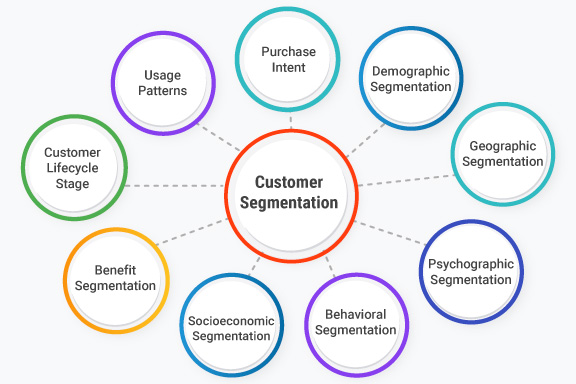 Purchase
Intent
Usage
Patterns
Demographic
Segmentation
Customer
Lifecycle
Stage
Geographic
Segmentation
Customer
Segmentation
Benefit
Segmentation
Psychographic
Segmentation
Socioeconomic
Segmentation
Behavioral
Segmentation